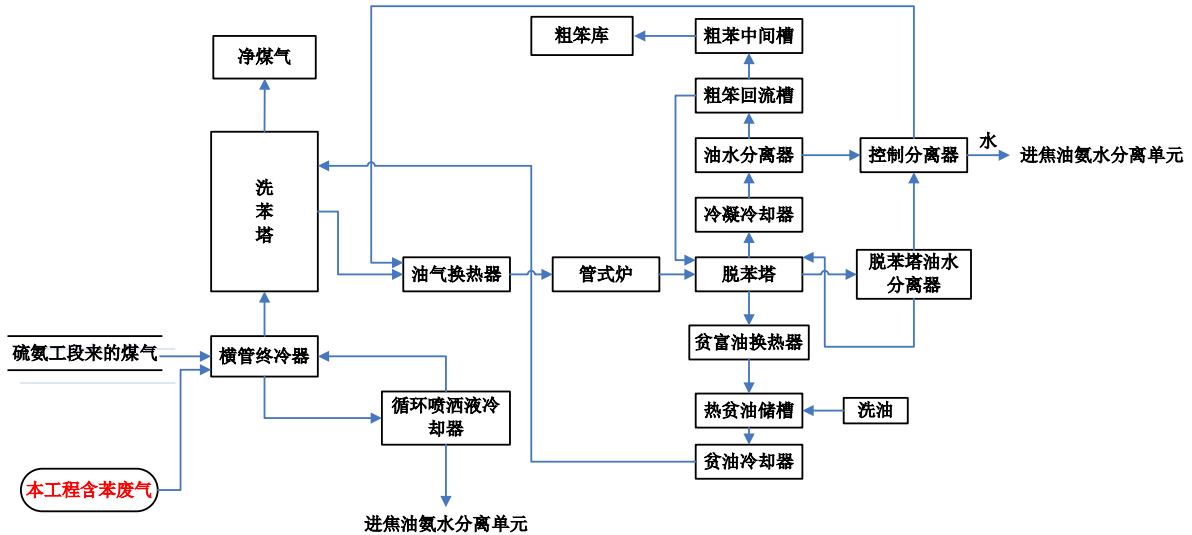 粗笨库
粗苯中间槽
净煤气
粗笨回流槽
油水分离器
控制分离器
水
进焦油氨水分离单元
洗
苯
塔
冷凝冷却器
油气换热器
管式炉
脱苯塔
脱苯塔油水
分离器
贫富油换热器
硫氨工段来的煤气
横管终冷器
循环喷洒液冷
却器
热贫油储槽
洗油
贫油冷却器
本工程含苯废气
进焦油氨水分离单元